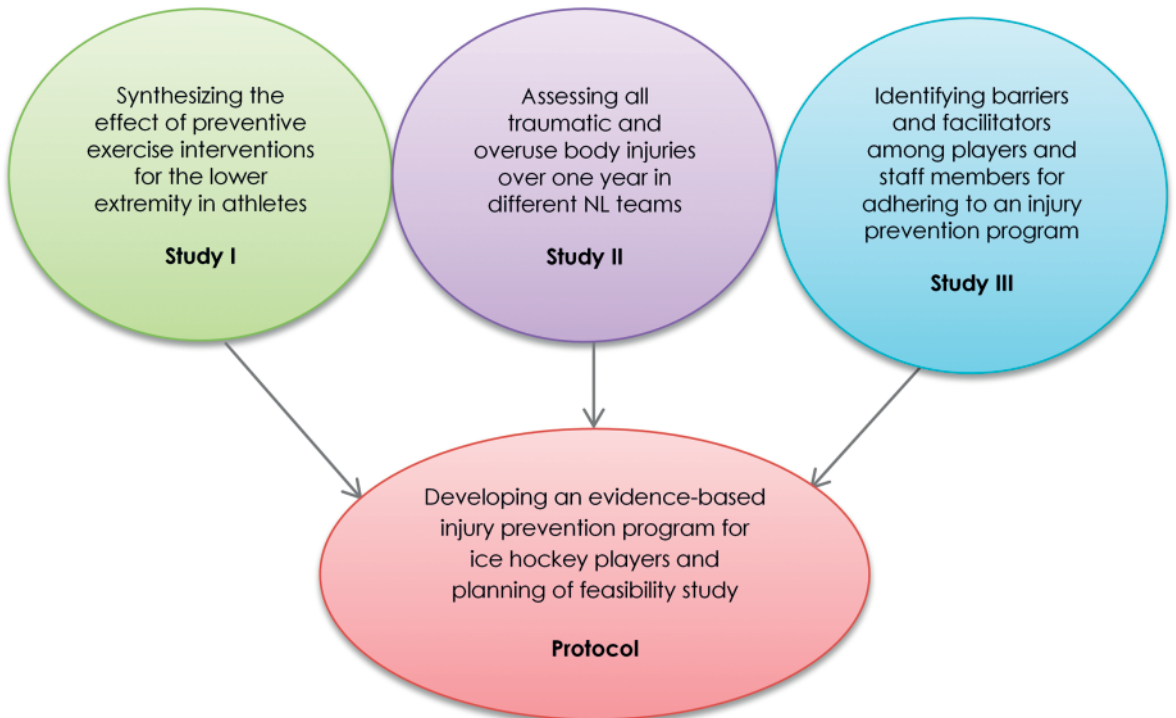 Synthesizing the
effect of preventive
exercise interventions
for the lower
extremity in athletes
Study I
Assessing all
traumatic and
overuse body injuries
over one year in
different NL teams
Study II
Identifying barriers
and facilitators
among players and
staff members for
adhering to an injury
prevention program
Study III
Developing an evidence-based
injury prevention program for
ice hockey players and
planning of feasibility study
Protocol